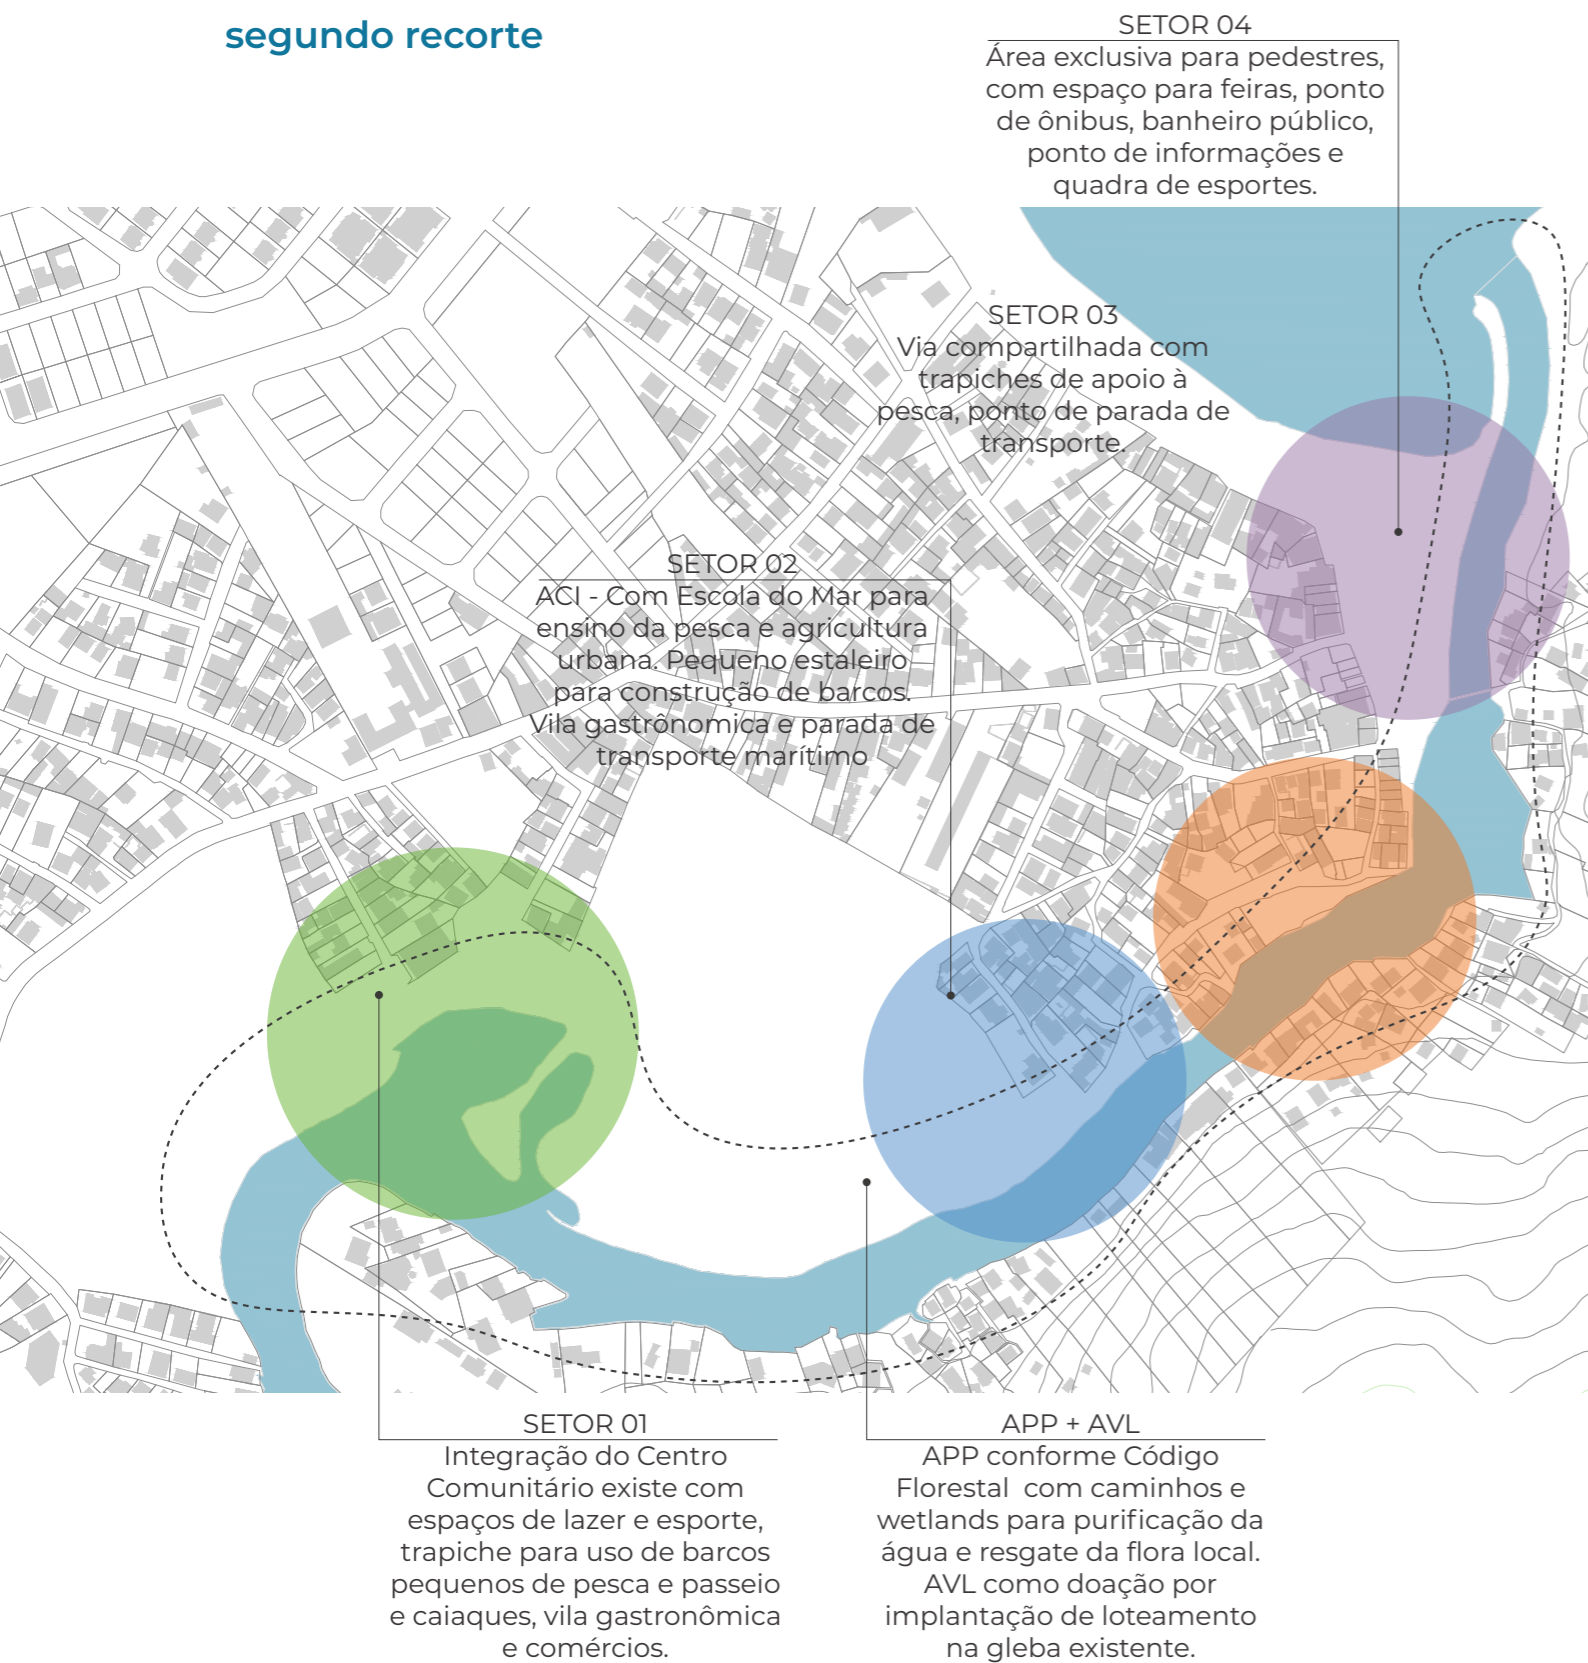 segundo recorte
SETOR 04
Área exclusiva para pedestres,
com espaço para feiras, ponto
de ônibus, banheiro público,
ponto de informações e
quadra de esportes.
SETOR 03
Via compartilhada com
trapiches de apoio à
pesca, ponto de parada de
transporte.
SETOR 02
ACI - Com Escola do Mar para
ensino da pesca e agricultura
urbana. Pequeno estaleiro
para construção de barcos.
Vila gastrônomica e parada de
transporte marítimo
SETOR 01
Integração do Centro
Comunitário existe com
espaços de lazer e esporte,
trapiche para uso de barcos
pequenos de pesca e passeio
e caiaques, vila gastronômica
e comércios.
APP + AVL
APP conforme Código
Florestal com caminhos e
wetlands para purificação da
água e resgate da flora local.
AVL como doação por
implantação de loteamento
na gleba existente.